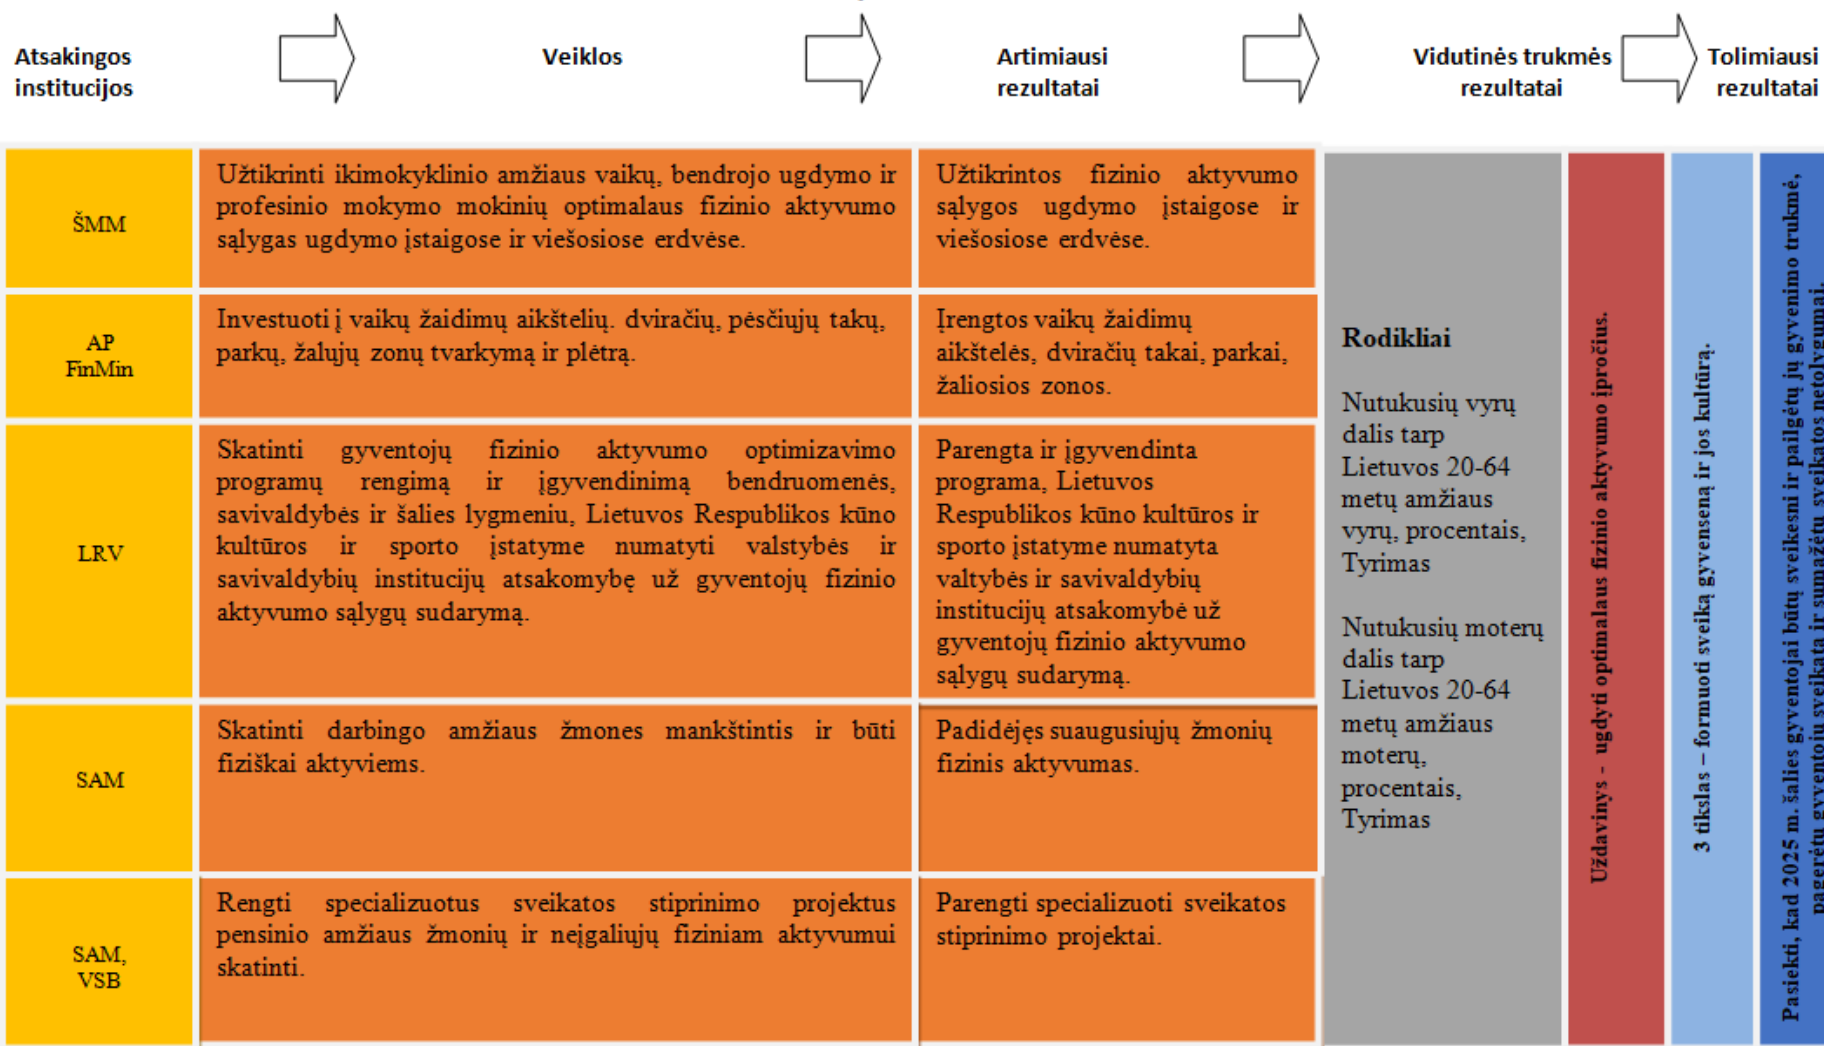 Atsakingos
institucijos
Veiklos
Artimiausi
rezultatai
Vidutinės trukmės
rezultatai
Tolimiausi
rezultatai
ŠMM
Užtikrinti ikimokyklinio amžiaus vaikų, bendrojo ugdymo ir
profesinio mokymo mokinių optimalaus fizinio aktyvumo
sąlygas ugdymo įstaigose ir viešosiose erdvėse.
Užtikrintos fizinio aktyvumo
sąlygos ugdymo įstaigose ir
viešosiose erdvėse.
AP
FinMin
Investuoti į vaikų žaidimų aikštelių. dviračių, pėsčiųjų takų,
parkų, žalųjų zonų tvarkymą ir plėtrą.
Įrengtos vaikų žaidimų
aikštelės, dviračių takai, parkai,
žaliosios zonos.
LRV
Skatinti gyventojų fizinio aktyvumo optimizavimo
programų rengimą ir įgyvendinimą bendruomenės,
savivaldybės ir šalies lygmeniu, Lietuvos Respublikos kūno
kultūros ir sporto įstatyme numatyti valstybės ir
savivaldybių institucijų atsakomybę už gyventojų fizinio
aktyvumo sąlygų sudarymą.
Parengta ir įgyvendinta
programa, Lietuvos
Respublikos kūno kultūros ir
sporto įstatyme numatyta
valtybės ir savivaldybių
institucijų atsakomybė už
gyventojų fizinio aktyvumo
sąlygų sudarymą.
SAM
Skatinti darbingo amžiaus žmones mankštintis ir būti
fiziškai aktyviems.
Padidėjęs suaugusiųjų žmonių
fizinis aktyvumas.
SAM,
VSB
Rengti specializuotus sveikatos stiprinimo projektus
pensinio amžiaus žmonių ir neįgaliųjų fiziniam aktyvumui
skatinti.
Parengti specializuoti sveikatos
stiprinimo projektai.
Rodikliai
Nutukusių vyrų
dalis tarp
Lietuvos 20-64
metų amžiaus
vyrų, procentais,
Tyrimas
Nutukusių moterų
dalis tarp
Lietuvos 20-64
metų amžiaus
moterų,
procentais,
Tyrimas
Uždavinys - ugdyti optimalaus fizinio aktyvumo įpročius.
3 tikslas – formuoti sveiką gyvenseną ir jos kultūrą.
Pasiekti, kad 2025 m. šalies gyventojai būtų sveikesni ir pailgėtų jų gyvenimo trukmė,
pagerėtų gyventojų sveikata ir sumažėtų sveikatos netolygumai.